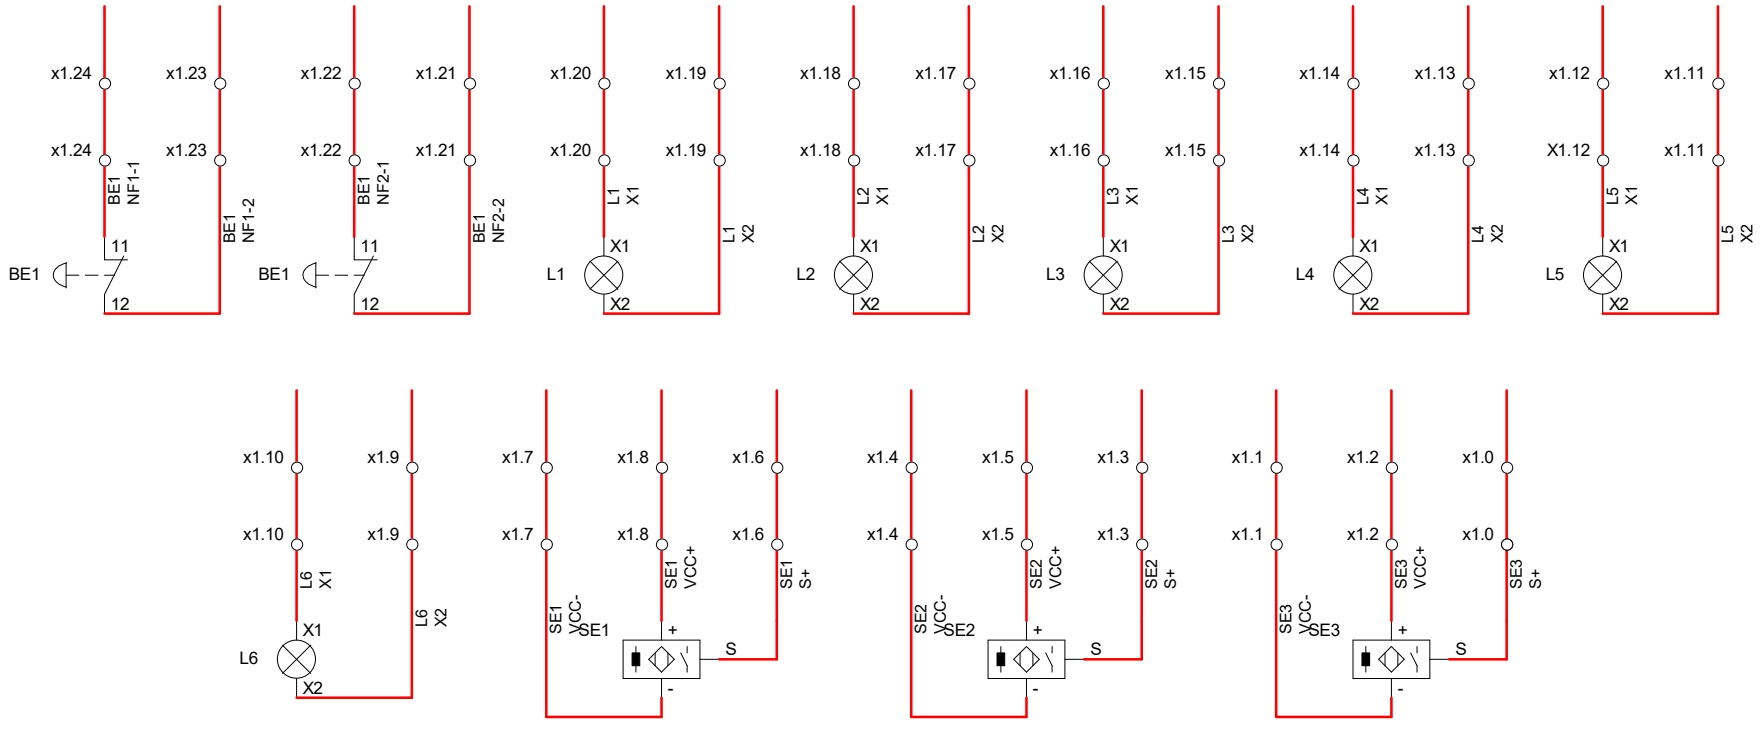 x1.24
x1.23
x1.22
x1.21
x1.20
x1.19
x1.18
x1.17
x1.16
x1.15
x1.14
x1.13
x1.12
x1.11
x1.24
x1.23
x1.22
x1.21
x1.20
x1.19
x1.18
x1.17
x1.16
x1.15
x1.14
x1.13
X1.12
x1.11
BE1
NF1-1
BE1
NF1-2
BE1
NF2-1
BE1
NF2-2
L1
X1
L1
X2
L2
X1
L2
X2
L3
X1
L3
X2
L4
X1
L4
X2
L5
X1
L5
X2
BE1
11
12
BE1
11
12
L1
X1
X2
L2
X1
X2
L3
X1
X2
L4
X1
X2
L5
X1
X2
x1.10
x1.9
x1.7
x1.8
x1.6
x1.4
x1.5
x1.3
x1.1
x1.2
x1.0
x1.10
x1.9
x1.7
x1.8
x1.6
x1.4
x1.5
x1.3
x1.1
x1.2
x1.0
L6
X1
L6
X2
SE1
VCC-
SE1
VCC+
SE1
S+
SE2
VCC-
SE2
VCC+
SE2
S+
SE3
VCC-
SE3
VCC+
SE3
S+
L6
X1
X2
SE1
+
S
-
SE2
+
S
-
SE3
+
S
-